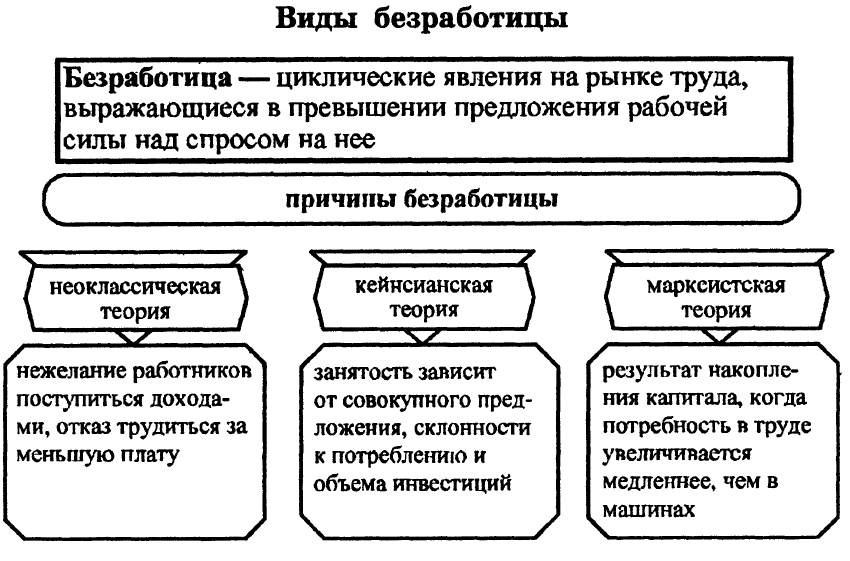 Виды безработицы
Безработица — циклические явления на рынке труда,
выражающиеся в превышении предложения рабочей
силы над спросом на нее
причины безработицы
неоклассическая
теория
нежелание работников
поступиться дохода-
ми, отказ трудиться за
меньшую плату
кейнсианская
теория
занятость зависит
от совокупного пред-
ложения, склонности
к потреблению и
объема инвестиций
марксистская
теория
результат накопле-
ния капитала, когда
потребность в труде
увеличивается
медленнее, чем в
машинах